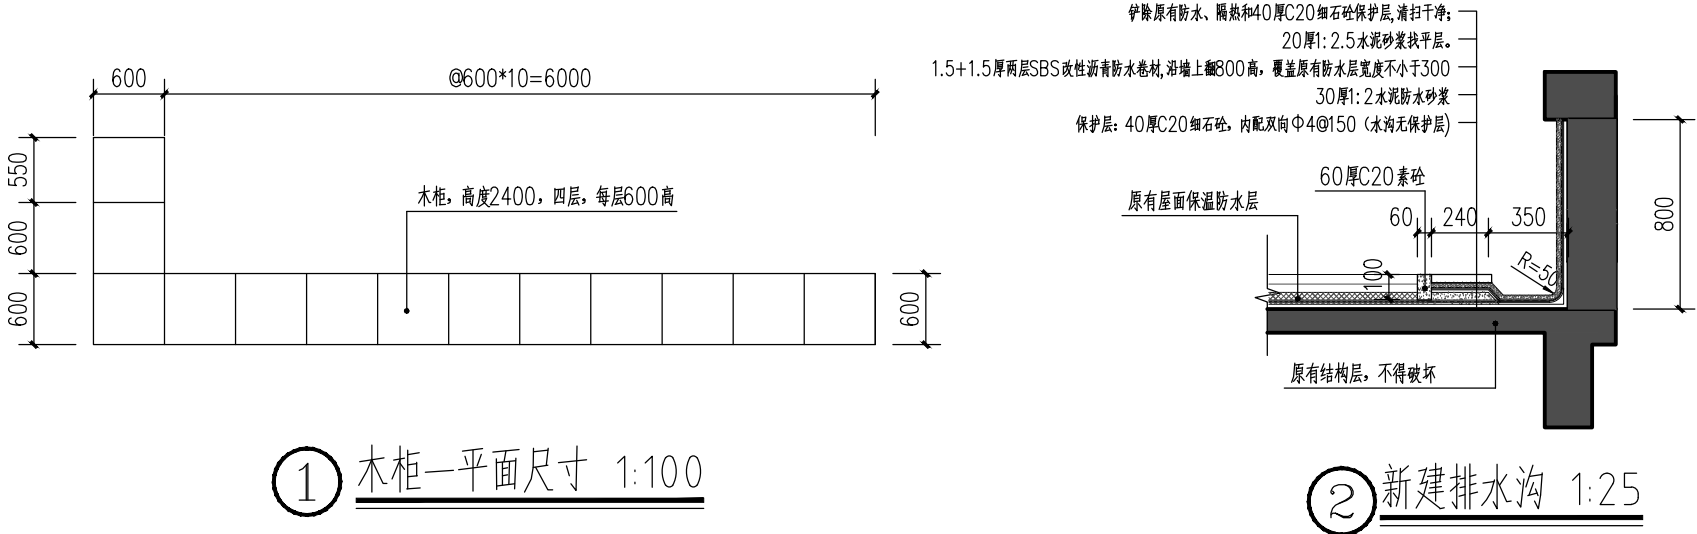 600
@600*10=6000
550
600
600
600
木柜，高度2400，四层，每层600高
1 木柜一平面尺寸 1:100
铲除原有防水、隔热和40厚C20细石砼保护层,清扫干净;
20厚1:2.5水泥砂浆找平层。
1.5+1.5厚两层SBS改性沥青防水卷材,沿墙上翻800高，覆盖原有防水层宽度不小于300
30厚1:2水泥防水砂浆
保护层：40厚C20细石砼，内配双向Φ4@150（水沟无保护层)
60厚C20素砼
原有屋面保温防水层
60 240 350
800
100
R=50
原有结构层，不得破坏
2 新建排水沟 1:25